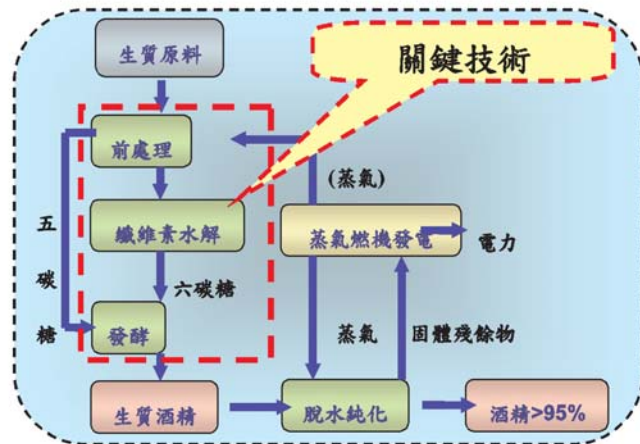 生質原料
關鍵技術
前處理
(蒸氣)
五碳糖
纖維素水解
蒸氣燃機發電
電力
六碳糖
發酵
蒸氣
固體殘餘物
生質酒精
脫水純化
酒精>95%